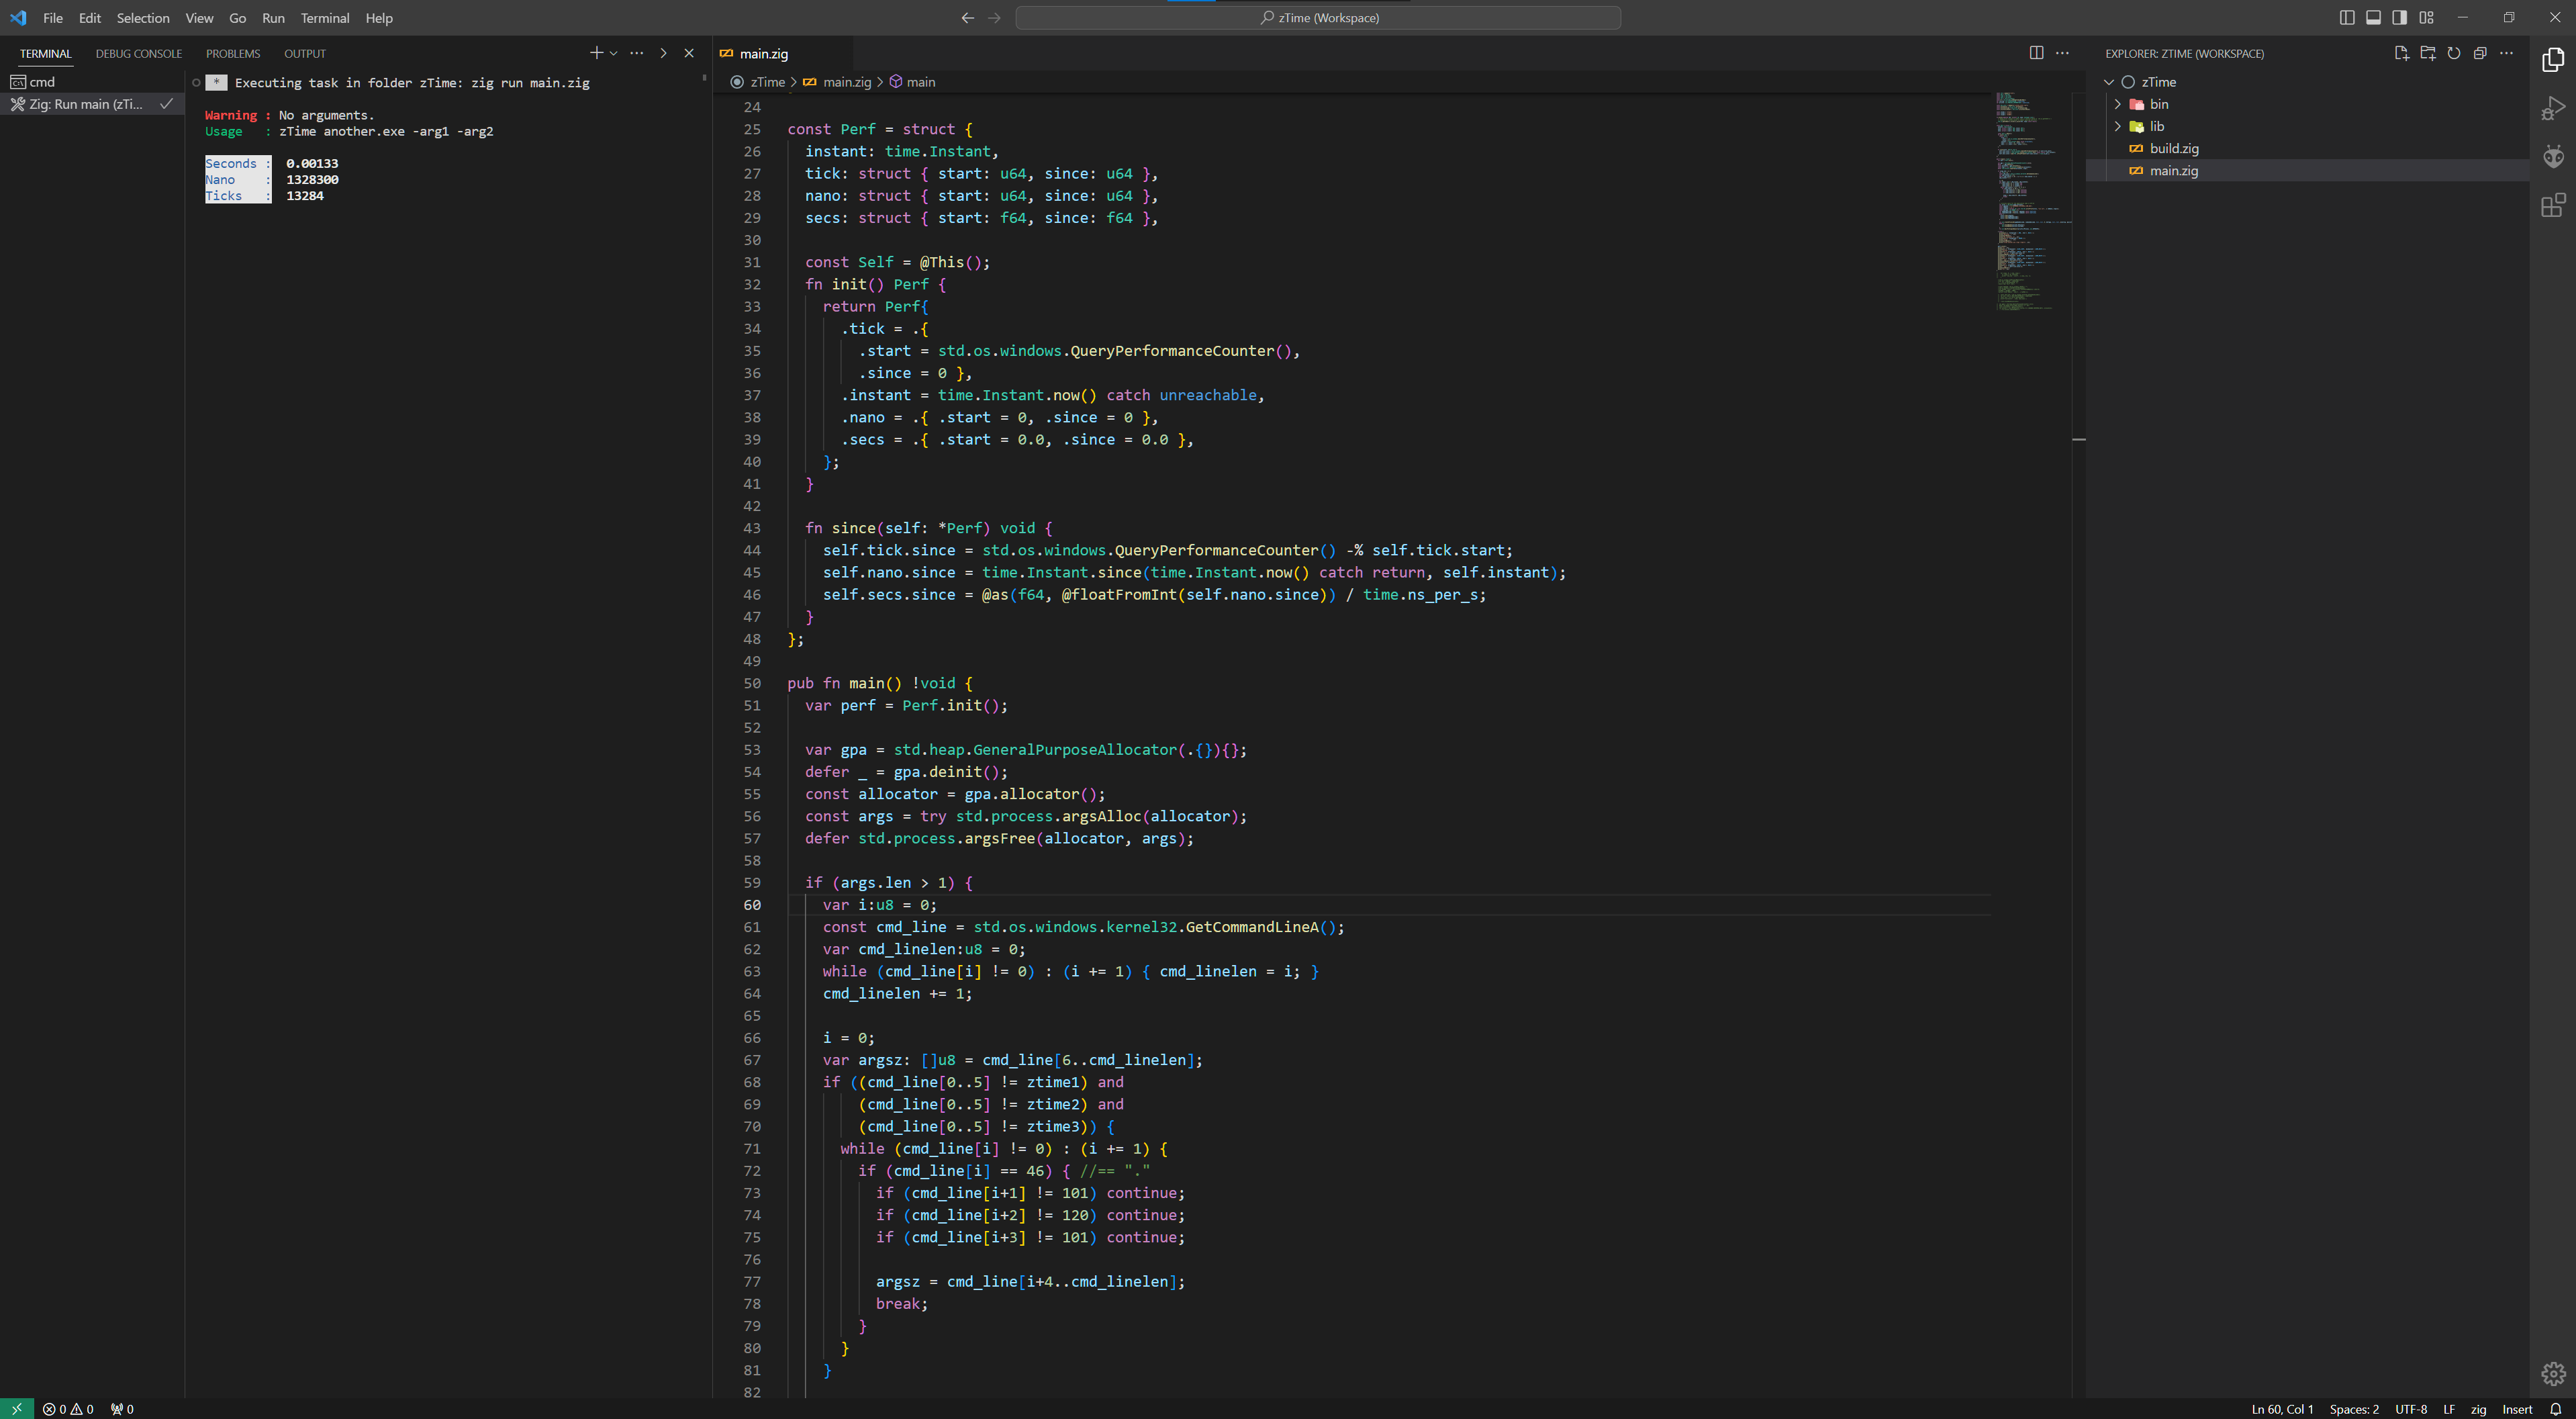 File Edit Selection View Go Run Terminal Help
zTime (Workspace)
TERMINAL DEBUG CONSOLE PROBLEMS OUTPUT
cmd
Zig: Run main (zTi...
* Executing task in folder zTime: zig run main.zig
Warning : No arguments.
Usage : zTime another.exe -arg1 -arg2
Seconds : 0.00133
Nano : 1328300
Ticks : 13284
main.zig
zTime > main.zig > main
24
25 const Perf = struct {
26 instant: time.Instant,
27 tick: struct { start: u64, since: u64 },
28 nano: struct { start: u64, since: u64 },
29 secs: struct { start: f64, since: f64 },
30
31 const Self = @This();
32 fn init() Perf {
33 return Perf{
34 .tick = .{
35 .start = std.os.windows.QueryPerformanceCounter(),
36 .since = 0 },
37 .instant = time.Instant.now() catch unreachable,
38 .nano = .{ .start = 0, .since = 0 },
39 .secs = .{ .start = 0.0, .since = 0.0 },
40 };
41 }
42
43 fn since(self: *Perf) void {
44 self.tick.since = std.os.windows.QueryPerformanceCounter() -% self.tick.start;
45 self.nano.since = time.Instant.since(time.Instant.now() catch return, self.instant);
46 self.secs.since = @as(f64, @floatFromInt(self.nano.since)) / time.ns_per_s;
47 }
48 };
49
50 pub fn main() !void {
51 var perf = Perf.init();
52
53 var gpa = std.heap.GeneralPurposeAllocator(.{}){};
54 defer _ = gpa.deinit();
55 const allocator = gpa.allocator();
56 const args = try std.process.argsAlloc(allocator);
57 defer std.process.argsFree(allocator, args);
58
59 if (args.len > 1) {
60 var i:u8 = 0;
61 const cmd_line = std.os.windows.kernel32.GetCommandLineA();
62 var cmd_linelen:u8 = 0;
63 while (cmd_line[i] != 0) : (i += 1) { cmd_linelen = i; }
64 cmd_linelen += 1;
65
66 i = 0;
67 var argsz: []u8 = cmd_line[6..cmd_linelen];
68 if ((cmd_line[0..5] != ztime1) and
69 (cmd_line[0..5] != ztime2) and
70 (cmd_line[0..5] != ztime3)) {
71 while (cmd_line[i] != 0) : (i += 1) {
72 if (cmd_line[i] == 46) { //== "."
73 if (cmd_line[i+1] != 101) continue;
74 if (cmd_line[i+2] != 120) continue;
75 if (cmd_line[i+3] != 101) continue;
76
77 argsz = cmd_line[i+4..cmd_linelen];
78 break;
79 }
80 }
81 }
82
EXPLORER: ZTIME (WORKSPACE)
zTime
bin
lib
build.zig
main.zig
0 0 0
Ln 60, Col 1 Spaces: 2 UTF-8 LF zig Insert